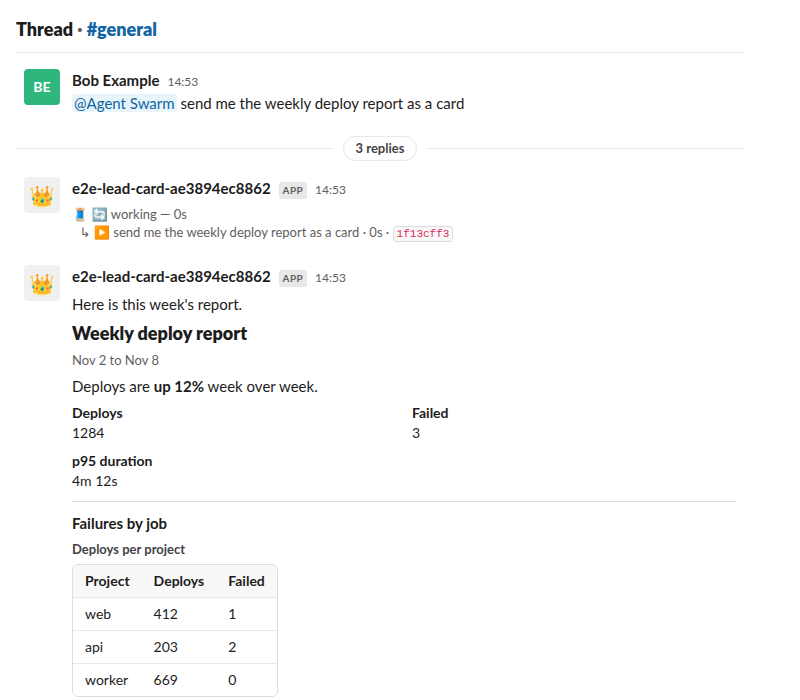 Thread • #general
BE
Bob Example 14:53
@Agent Swarm send me the weekly deploy report as a card
3 replies
e2e-lead-card-ae3894ec8862 APP 14:53
🧵 🔄 working — 0s
↳ ▶️ send me the weekly deploy report as a card · 0s · 1f13cff3
e2e-lead-card-ae3894ec8862 APP 14:53
Here is this week's report.
Weekly deploy report
Nov 2 to Nov 8
Deploys are up 12% week over week.
Deploys Failed
1284 3
p95 duration
4m 12s
Failures by job
Deploys per project
Project Deploys Failed
web 412 1
api 203 2
worker 669 0